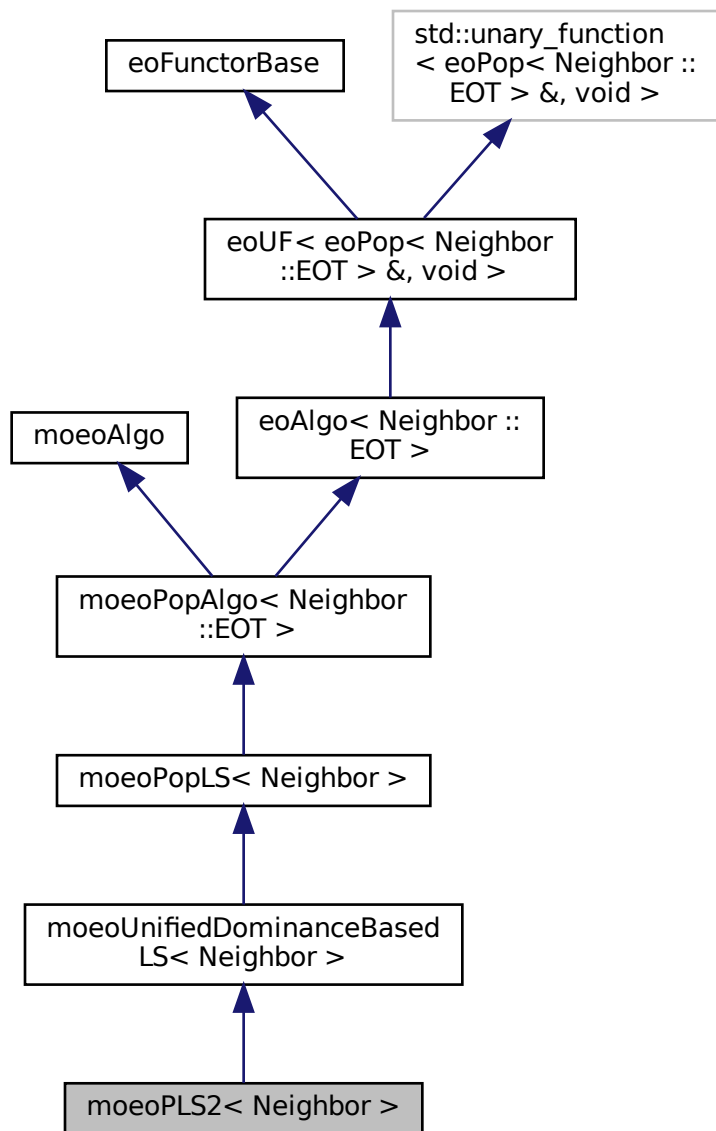 std::unary_function
< eoPop< Neighbor ::
EOT > &, void >
eoFunctorBase
eoUF< eoPop< Neighbor
::EOT > &, void >
eoAlgo< Neighbor ::
EOT >
moeoAlgo
moeoPopAlgo< Neighbor
::EOT >
moeoPopLS< Neighbor >
moeoUnifiedDominanceBased
LS< Neighbor >
moeoPLS2< Neighbor >